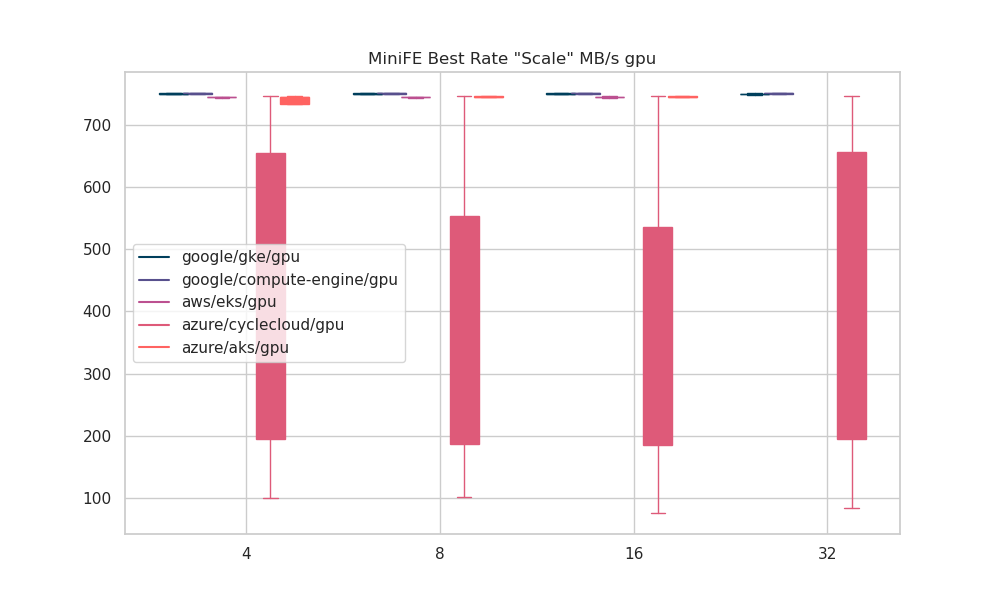 MiniFE Best Rate "Scale" MB/s gpu
700
600
500
400
300
200
100
google/gke/gpu
google/compute-engine/gpu
aws/eks/gpu
azure/cyclecloud/gpu
azure/aks/gpu
4
8
16
32